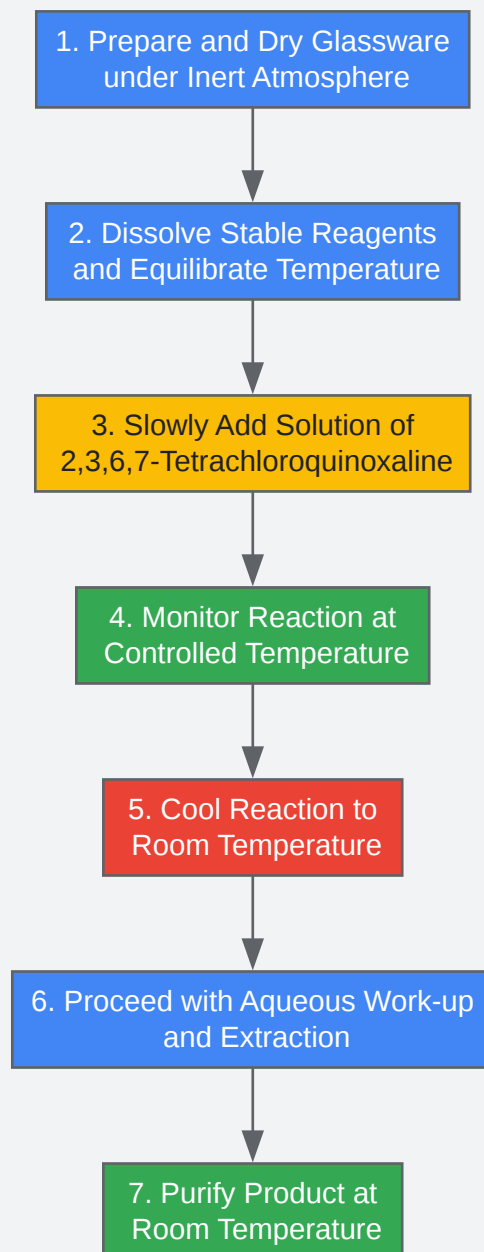 1. Prepare and Dry Glassware
under Inert Atmosphere
2. Dissolve Stable Reagents
and Equilibrate Temperature
3. Slowly Add Solution of
2,3,6,7-Tetrachloroquinoxaline
4. Monitor Reaction at
Controlled Temperature
5. Cool Reaction to
Room Temperature
6. Proceed with Aqueous Work-up
and Extraction
7. Purify Product at
Room Temperature